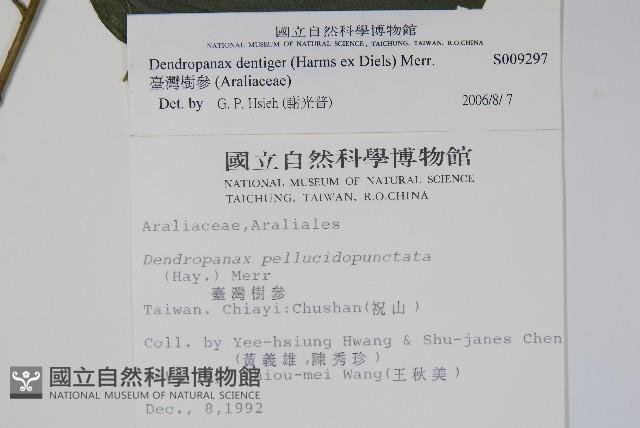 國立自然科學博物館
NATIONAL MUSEUM OF NATURAL SCIENCE, TAICHUNG, TAIWAN, R.O.CHINA
Dendropanax dentiger (Harms ex Diels) Merr. S009297
臺灣樹參 (Araliaceae)
Det. by G. P. Hsieh (謝光普) 2006/8/7
國立自然科學博物館
NATIONAL MUSEUM OF NATURAL SCIENCE
TAICHUNG, TAIWAN, R.O.CHINA
Araliaceae,Araliales
Dendropanax pellucidopunctata
(Hay.) Merr
臺灣樹參
Taiwan. Chiayi:Chushan(祝山)
Coll. by Yee-hsiung Hwang & Shu-janes Chen
(黃義雄,陳秀珍)
Wang(王秋美)
Dec., 8,1992
國立自然科學博物館
NATIONAL MUSEUM OF NATURAL SCIENCE